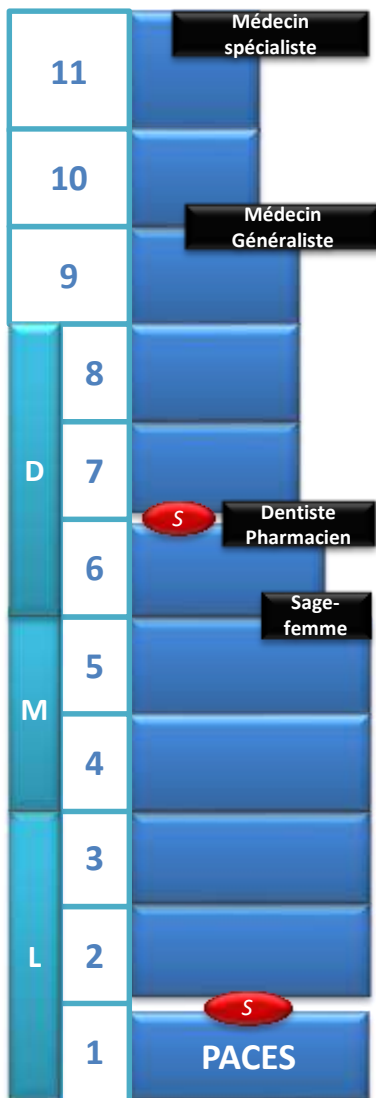 Médecin
spécialiste
11
10
Médecin
Généraliste
9
8
D
7
S
Dentiste
Pharmacien
6
Sage-
femme
5
M
4
3
L
2
S
1
PACES